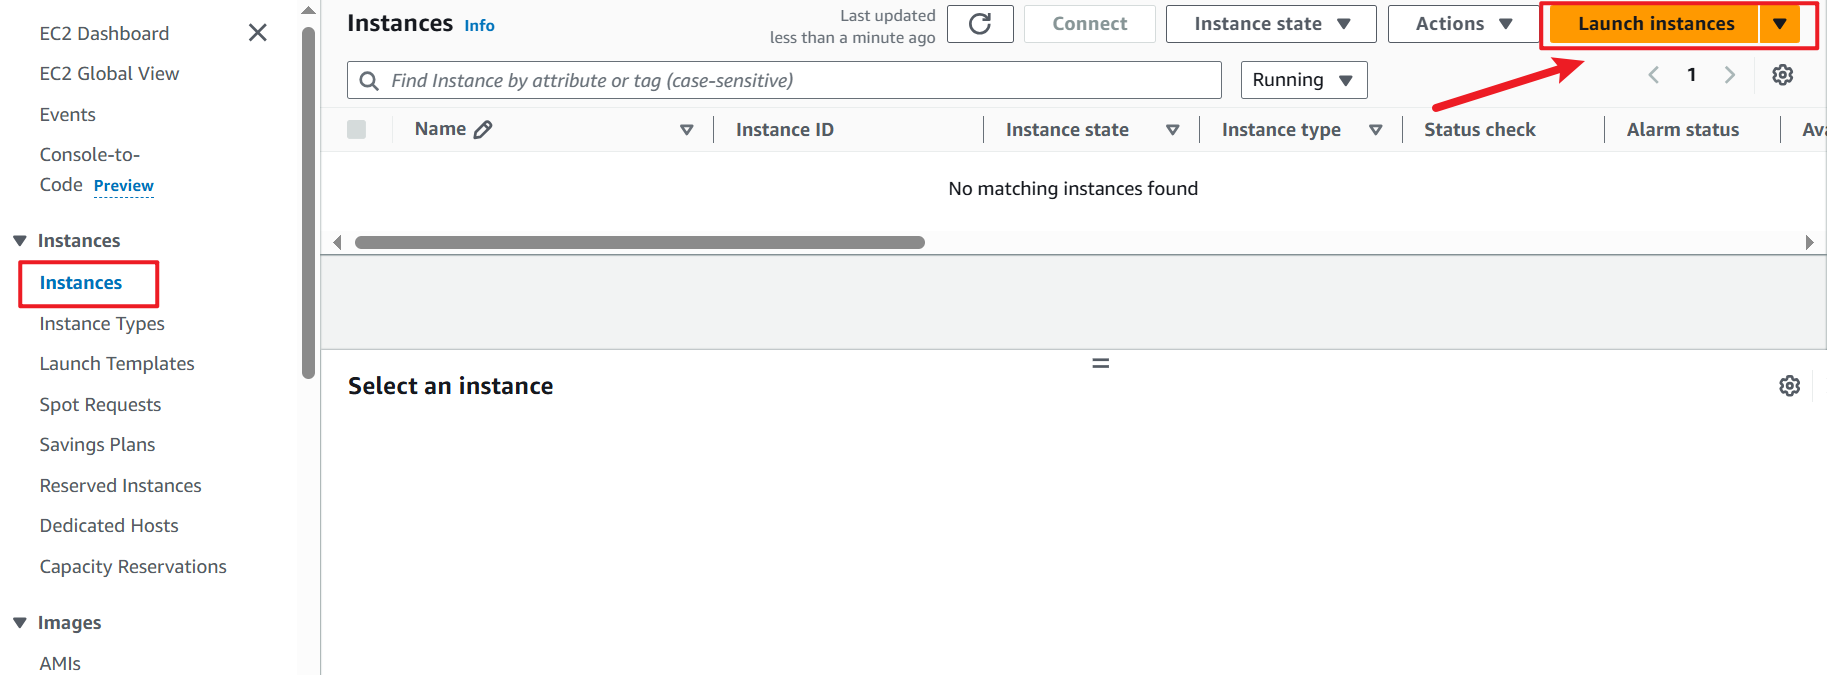 EC2 Dashboard
EC2 Global View
Events
Console-to-
Code Preview
Instances
Instances
Instance Types
Launch Templates
Spot Requests
Savings Plans
Reserved Instances
Dedicated Hosts
Capacity Reservations
Images
AMIs
Instances Info
Last updated
less than a minute ago
Connect
Instance state
Actions
Launch instances
Find Instance by attribute or tag (case-sensitive)
Running
1
Name Instance ID Instance state Instance type Status check Alarm status Ava
No matching instances found
Select an instance